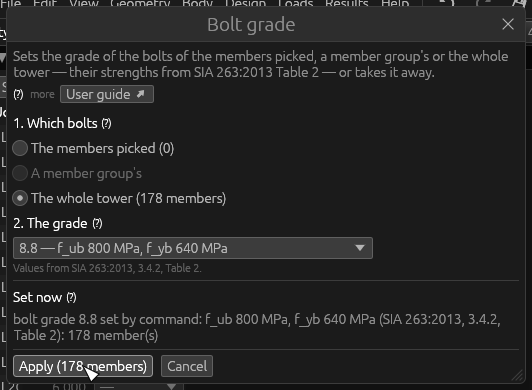 File Edit View Geometry Body Design Loads Results Help
Bolt grade
Sets the grade of the bolts of the members picked, a member group's or the whole
tower — their strengths from SIA 263:2013 Table 2 — or takes it away.
(?) more User guide
1. Which bolts (?)
The members picked (0)
A member group's
The whole tower (178 members)
2. The grade (?)
8.8 — f_ub 800 MPa, f_yb 640 MPa
Values from SIA 263:2013, 3.4.2, Table 2.
Set now (?)
bolt grade 8.8 set by command: f_ub 800 MPa, f_yb 640 MPa (SIA 263:2013, 3.4.2,
Table 2): 178 member(s)
Apply (178 members) Cancel